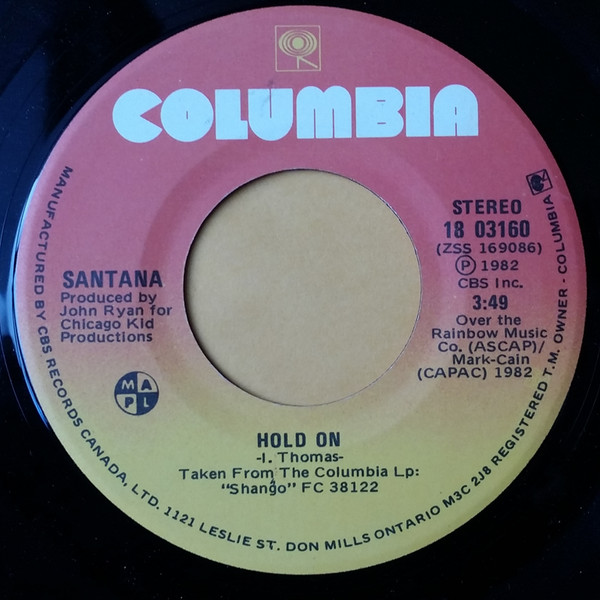 COLUMBIA
STEREO
18 03160
(ZSS 169086)
Ⓟ 1982
CBS Inc.
3:49
Over the
Rainbow Music
Co. (ASCAP)/
Mark-Cain
(CAPAC) 1982
SANTANA
Produced by
John Ryan for
Chicago Kid
Productions
M A
P L
HOLD ON
-I. Thomas-
Taken From The Columbia Lp:
"Shango" FC 38122
MANUFACTURED BY CBS RECORDS CANADA, LTD. 1121 LESLIE ST. DON MILLS ONTARIO M3C 2J8 REGISTERED T.M. OWNER - COLUMBIA